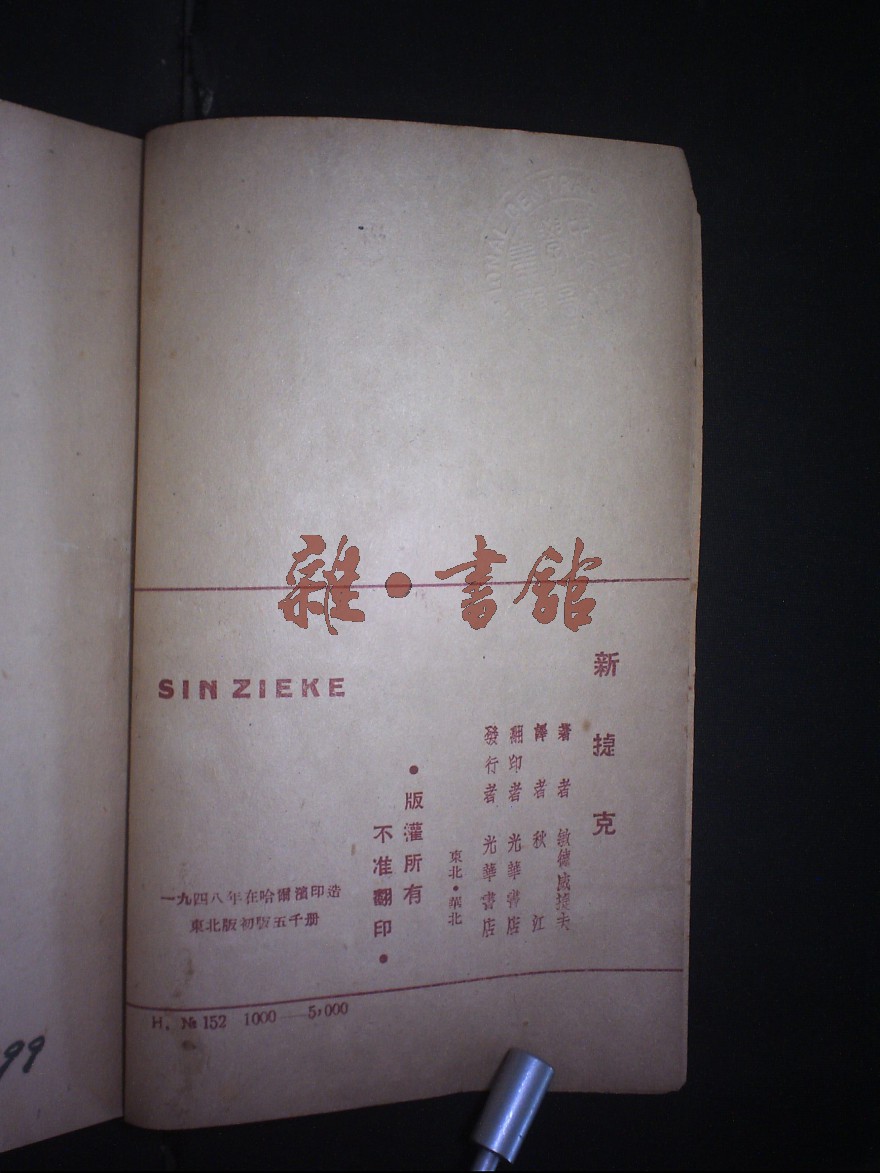 雜●書館
SIN ZIEKE
新捷克
著者 敏德威捷夫
譯者 秋江
翻印者 光華書店
發行者 光華書店
東北·華北
●版灌所有
不准翻印●
一九四八年在哈爾濱印造
東北版初版五千册
H. № 152 1000——5,000
99